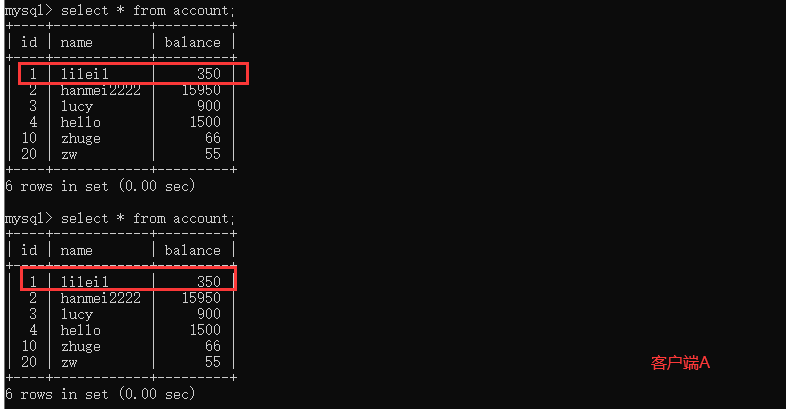 mysql> select * from account;
+----+------------+---------+
| id | name       | balance |
+----+------------+---------+
|  1 | lilei1     |     350 |
|  2 | hanmei2222 |   15950 |
|  3 | lucy       |     900 |
|  4 | hello      |    1500 |
| 10 | zhuge      |      66 |
| 20 | zw         |      55 |
+----+------------+---------+
6 rows in set (0.00 sec)
mysql> select * from account;
+----+------------+---------+
| id | name       | balance |
+----+------------+---------+
|  1 | lilei1     |     350 |
|  2 | hanmei2222 |   15950 |
|  3 | lucy       |     900 |
|  4 | hello      |    1500 |
| 10 | zhuge      |      66 |
| 20 | zw         |      55 |
+----+------------+---------+
客户端A
6 rows in set (0.00 sec)